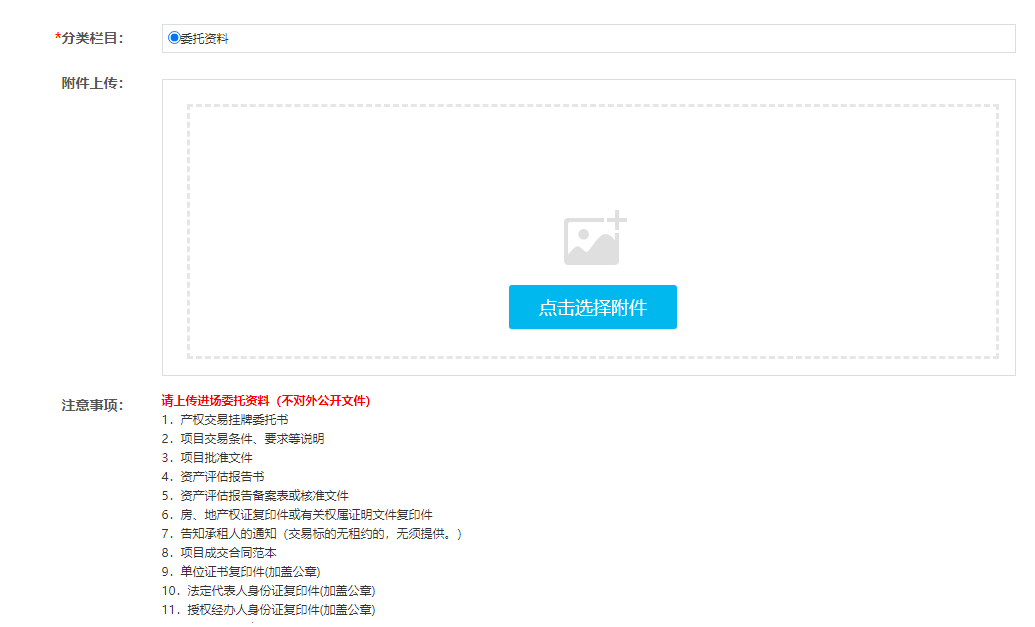 *分类栏目：
委托资料
附件上传：
点击选择附件
注意事项：
请上传进场委托资料（不对外公开文件）
1. 产权交易挂牌委托书
2. 项目交易条件、要求等说明
3. 项目批准文件
4. 资产评估报告书
5. 资产评估报告备案表或核准文件
6. 房、地产权证复印件或有关权属证明文件复印件
7. 告知承租人的通知（交易标的无租约的，无须提供。）
8. 项目成交合同范本
9. 单位证书复印件(加盖公章)
10. 法定代表人身份证复印件(加盖公章)
11. 授权经办人身份证复印件(加盖公章)